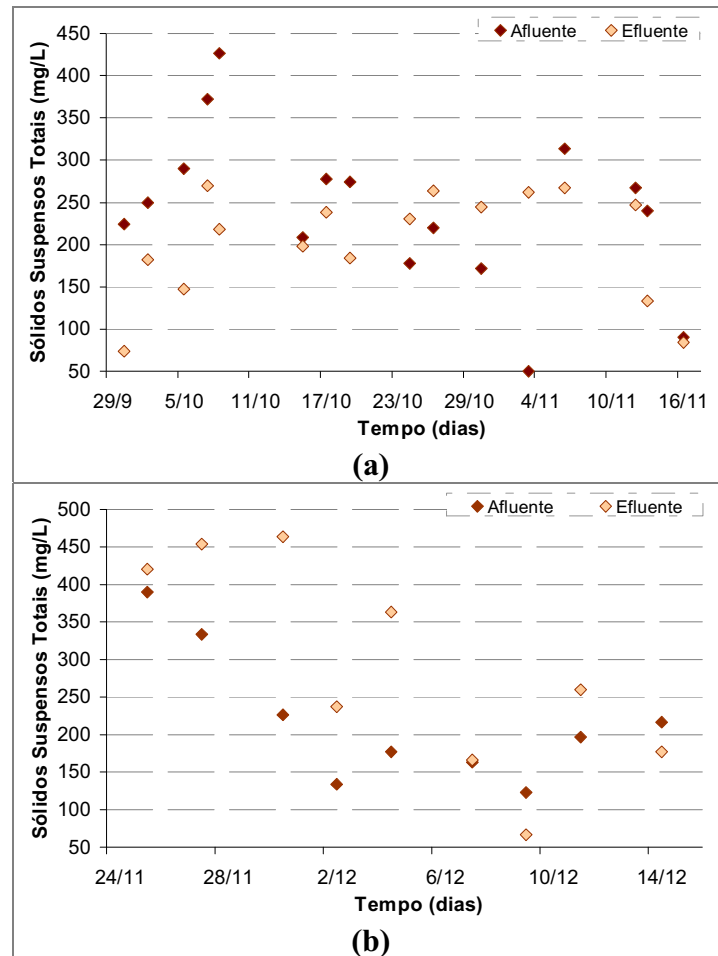 Afluente Efluente
450
400
350
300
250
200
150
100
50
Sólidos Suspensos Totais (mg/L)
29/9 5/10 11/10 17/10 23/10 29/10 4/11 10/11 16/11
Tempo (dias)
(a)
Afluente Efluente
500
450
400
350
300
250
200
150
100
50
Sólidos Suspensos Totais (mg/L)
24/11 28/11 2/12 6/12 10/12 14/12
Tempo (dias)
(b)